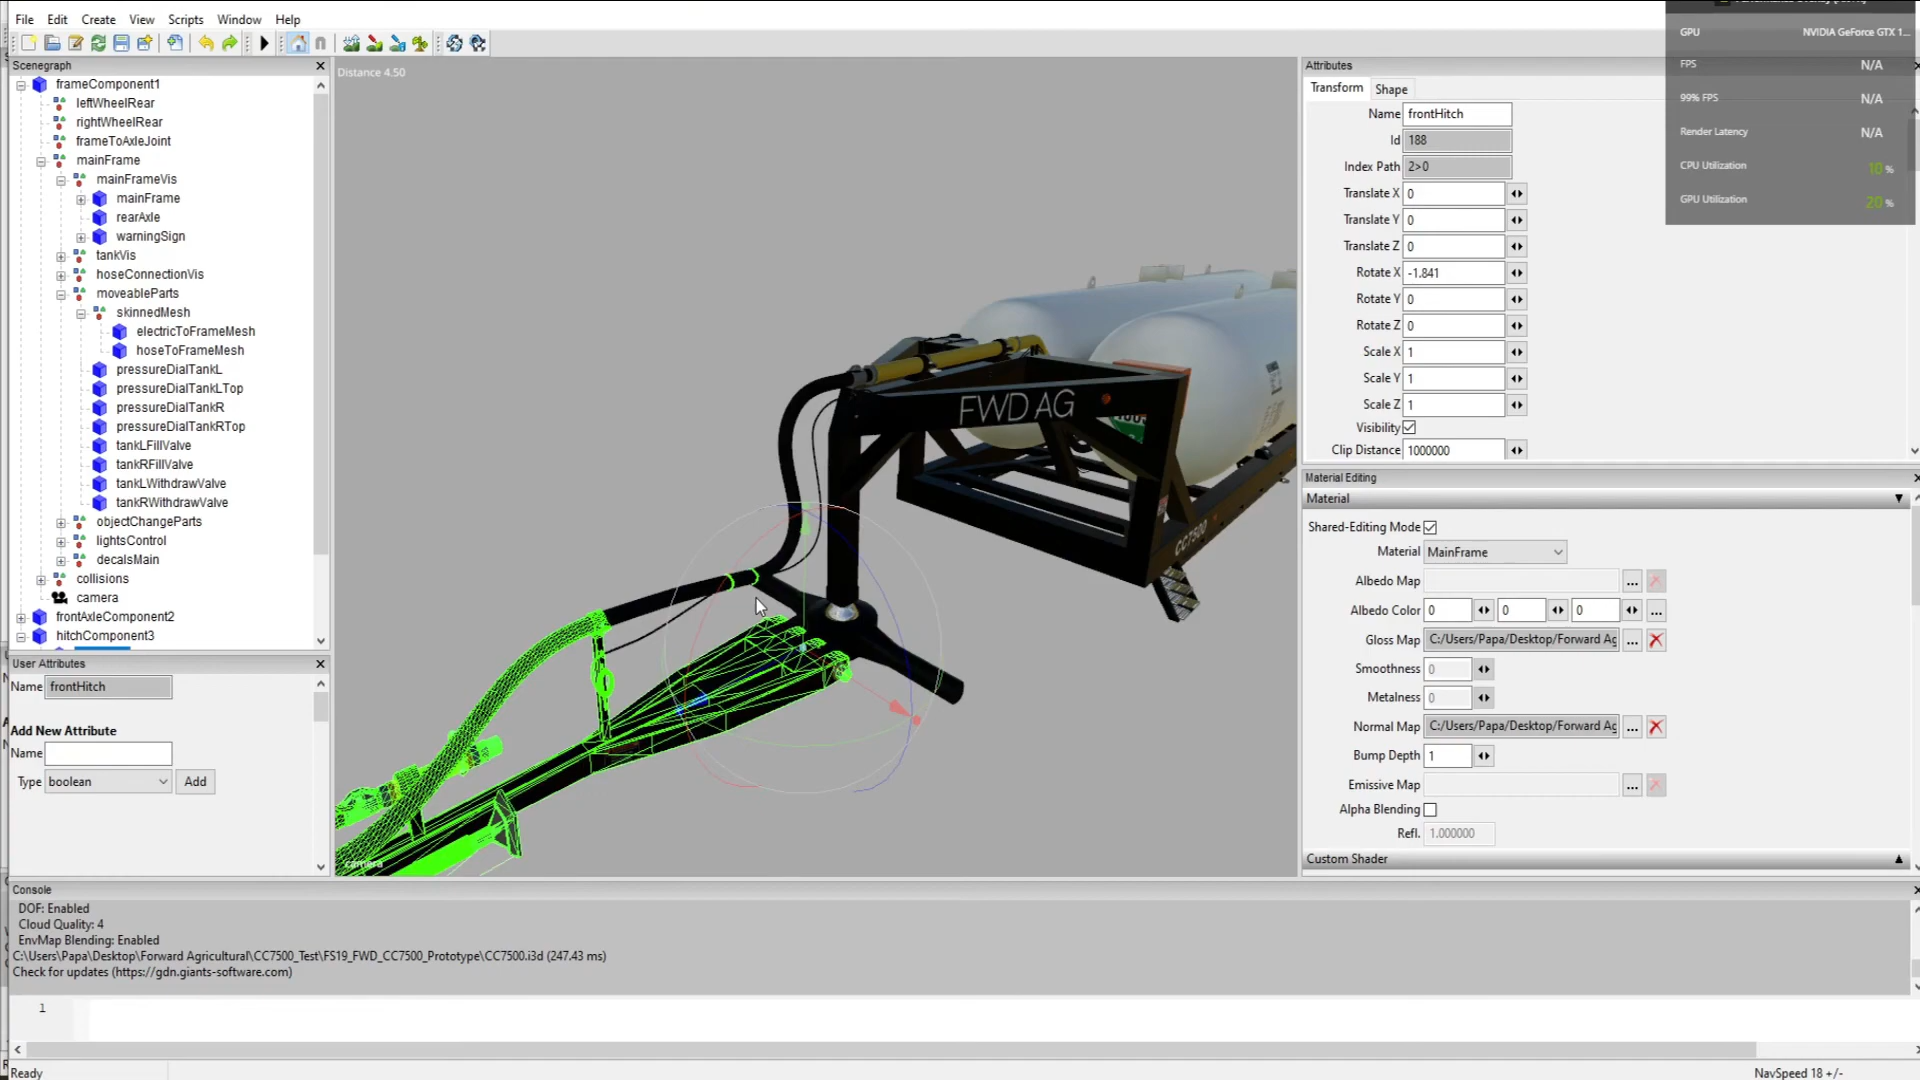 File Edit Create View Scripts Window Help
Scenegraph
frameComponent1
leftWheelRear
rightWheelRear
frameToAxleJoint
mainFrame
mainFrameVis
mainFrame
rearAxle
warningSign
tankVis
hoseConnectionVis
moveableParts
skinnedMesh
electricToFrameMesh
hoseToFrameMesh
pressureDialTankL
pressureDialTankLTop
pressureDialTankR
pressureDialTankRTop
tankLFillValve
tankRFillValve
tankLWithdrawValve
tankRWithdrawValve
objectChangeParts
lightsControl
decalsMain
collisions
camera
frontAxleComponent2
hitchComponent3
User Attributes
Name frontHitch
Add New Attribute
Name
Type boolean Add
Distance 4.50
FWD AG
CC7500
camera
Attributes
Transform Shape
Name frontHitch
Id 188
Index Path 2>0
Translate X 0
Translate Y 0
Translate Z 0
Rotate X -1.841
Rotate Y 0
Rotate Z 0
Scale X 1
Scale Y 1
Scale Z 1
Visibility
Clip Distance 1000000
GPU NVIDIA GeForce GTX 1...
FPS N/A
99% FPS N/A
Render Latency N/A
CPU Utilization 10 %
GPU Utilization 20 %
Material Editing
Material
Shared-Editing Mode
Material MainFrame
Albedo Map ...
Albedo Color 0 0 0 ...
Gloss Map C:/Users/Papa/Desktop/Forward Ag ...
Smoothness 0
Metalness 0
Normal Map C:/Users/Papa/Desktop/Forward Ag ...
Bump Depth 1
Emissive Map ...
Alpha Blending
Refl. 1.000000
Custom Shader
Console
DOF: Enabled
Cloud Quality: 4
EnvMap Blending: Enabled
C:\Users\Papa\Desktop\Forward Agricultural\CC7500_Test\FS19_FWD_CC7500_Prototype\CC7500.i3d (247.43 ms)
Check for updates (https://gdn.giants-software.com)
1
Ready
NavSpeed 18 +/-